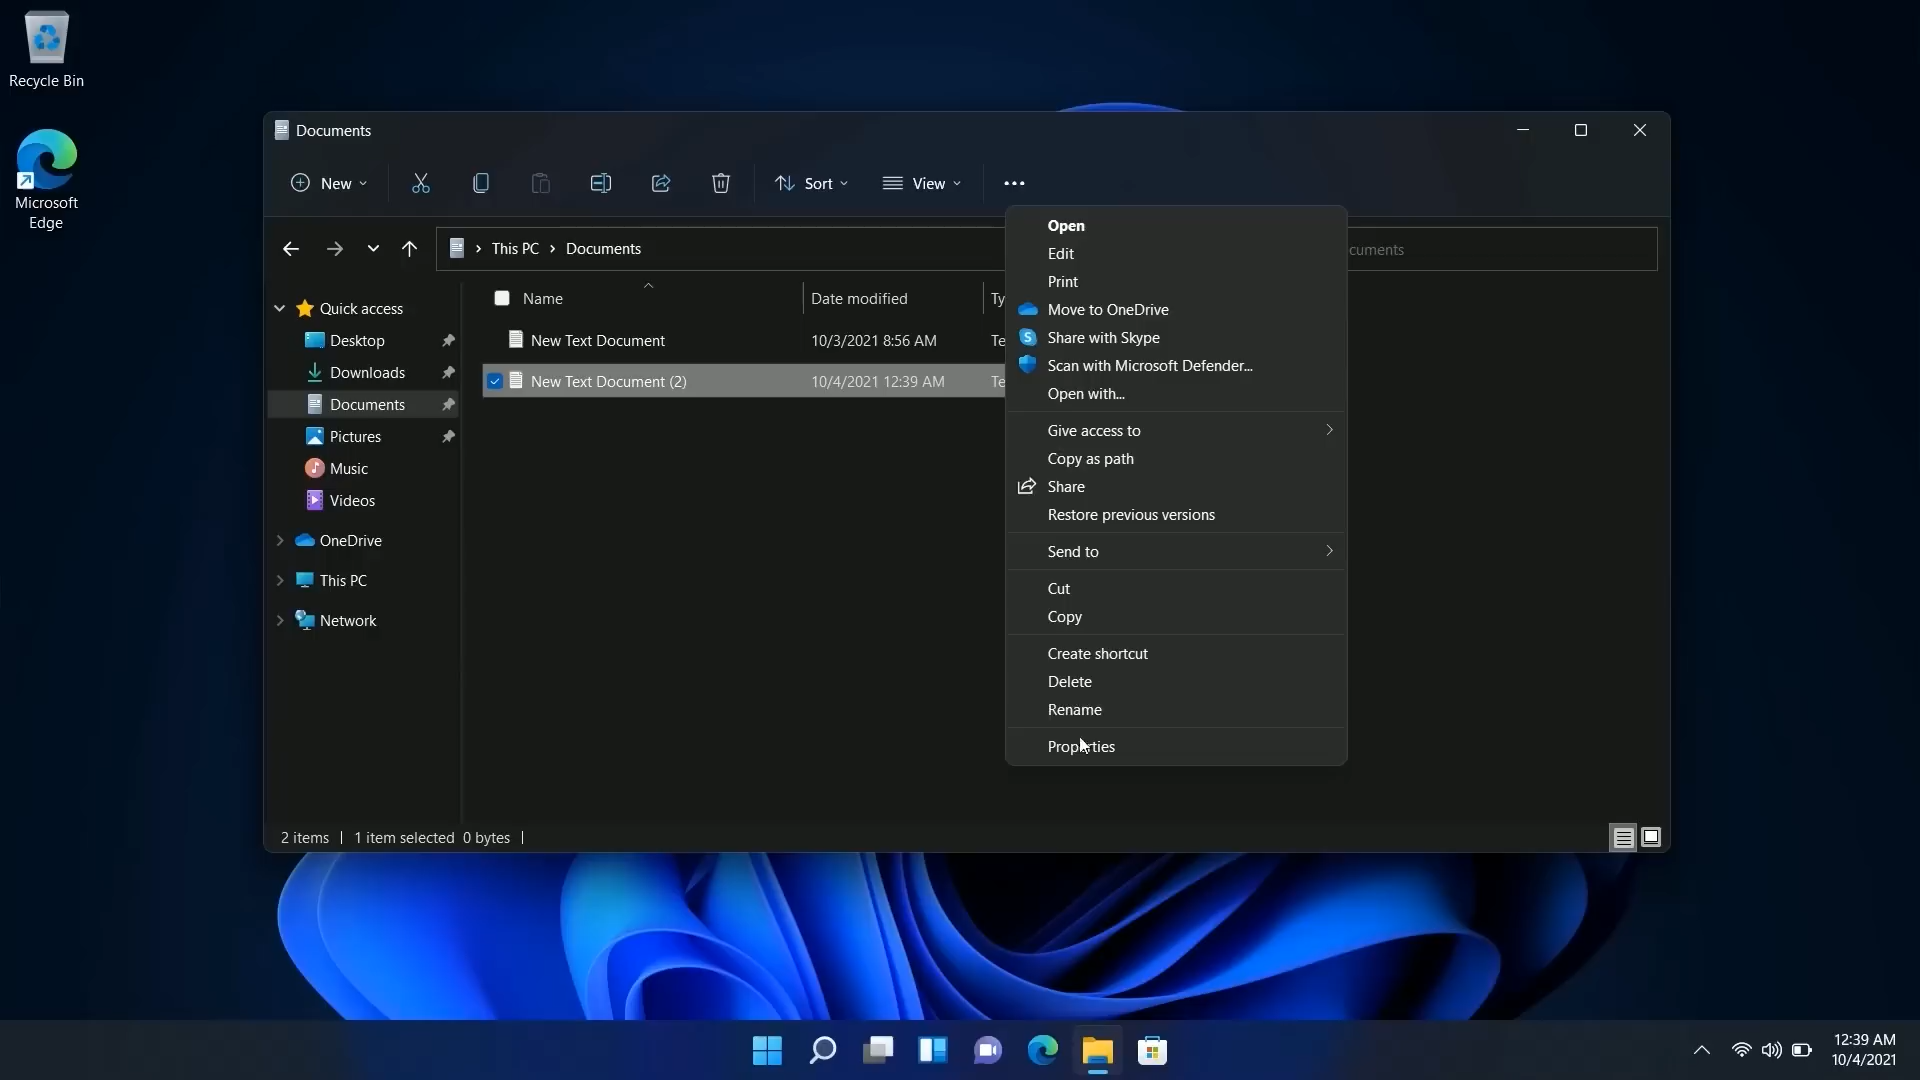 Recycle Bin
Microsoft
Edge
Documents
New
Sort
View
This PC
Documents
cuments
Quick access
Desktop
Downloads
Documents
Pictures
Music
Videos
OneDrive
This PC
Network
Name
Date modified
Ty
New Text Document
10/3/2021 8:56 AM
Te
New Text Document (2)
10/4/2021 12:39 AM
Te
Open
Edit
Print
Move to OneDrive
Share with Skype
Scan with Microsoft Defender...
Open with...
Give access to
Copy as path
Share
Restore previous versions
Send to
Cut
Copy
Create shortcut
Delete
Rename
Properties
2 items
1 item selected 0 bytes
12:39 AM
10/4/2021